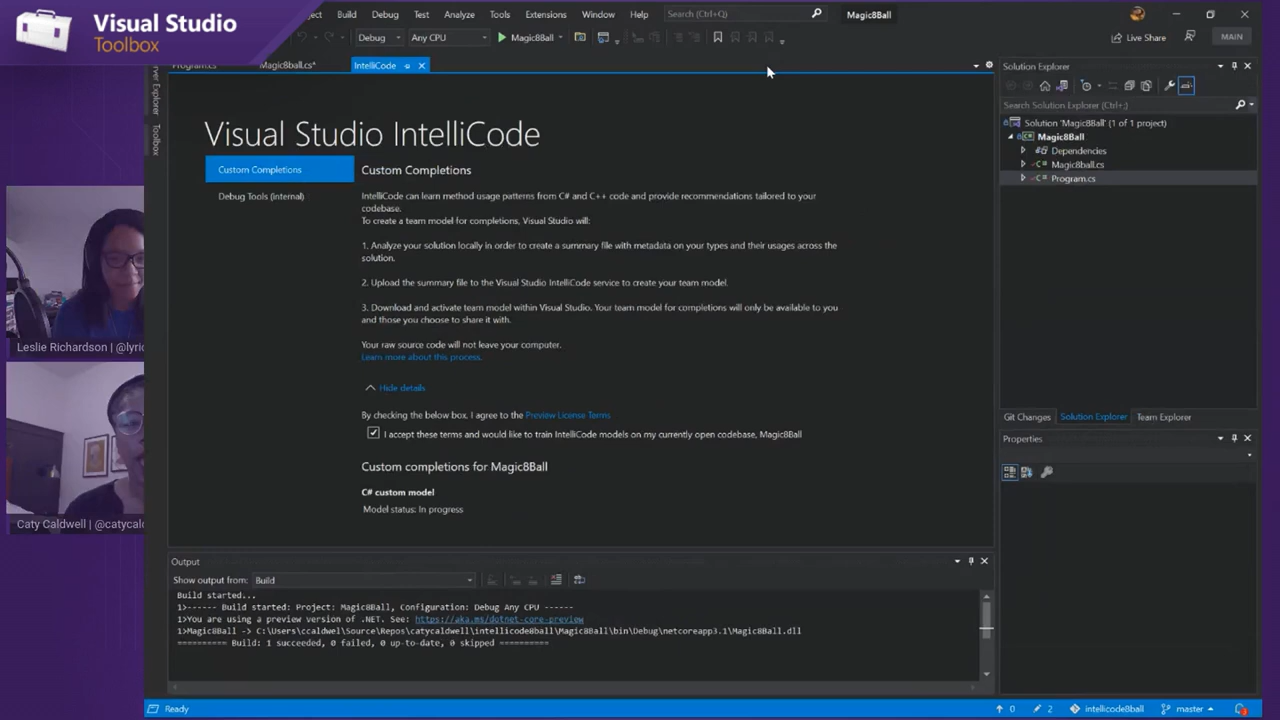 Visual Studio
Toolbox
Build Debug Test Analyze Tools Extensions Window Help Search (Ctrl+Q) Magic8Ball
Debug Any CPU Magic8Ball Live Share MAIN
Program.cs Magic8ball.cs* IntelliCode
Toolbox
Visual Studio IntelliCode
Custom Completions
Debug Tools (internal)
Custom Completions
IntelliCode can learn method usage patterns from C# and C++ code and provide recommendations tailored to your
codebase.
To create a team model for completions, Visual Studio will:
1. Analyze your solution locally in order to create a summary file with metadata on your types and their usages across the
solution.
2. Upload the summary file to the Visual Studio IntelliCode service to create your team model.
3. Download and activate team model within Visual Studio. Your team model for completions will only be available to you
and those you choose to share it with.
Your raw source code will not leave your computer.
Learn more about this process.
Hide details
By checking the below box, I agree to the Preview License Terms
I accept these terms and would like to train IntelliCode models on my currently open codebase, Magic8Ball
Custom completions for Magic8Ball
C# custom model
Model status: In progress
Output
Show output from: Build
Build started...
1>------ Build started: Project: Magic8Ball, Configuration: Debug Any CPU ------
1>You are using a preview version of .NET. See: https://aka.ms/dotnet-core-preview
1>Magic8Ball -> C:\Users\ccaldwel\Source\Repos\catycaldwell\intellicode8ball\Magic8Ball\bin\Debug\netcoreapp3.1\Magic8Ball.dll
========== Build: 1 succeeded, 0 failed, 0 up-to-date, 0 skipped ==========
Solution Explorer
Search Solution Explorer (Ctrl+;)
Solution 'Magic8Ball' (1 of 1 project)
Magic8Ball
Dependencies
Magic8ball.cs
Program.cs
Git Changes Solution Explorer Team Explorer
Properties
Leslie Richardson | @lyric
Caty Caldwell | @catycald
Ready 0 2 intellicode8ball master